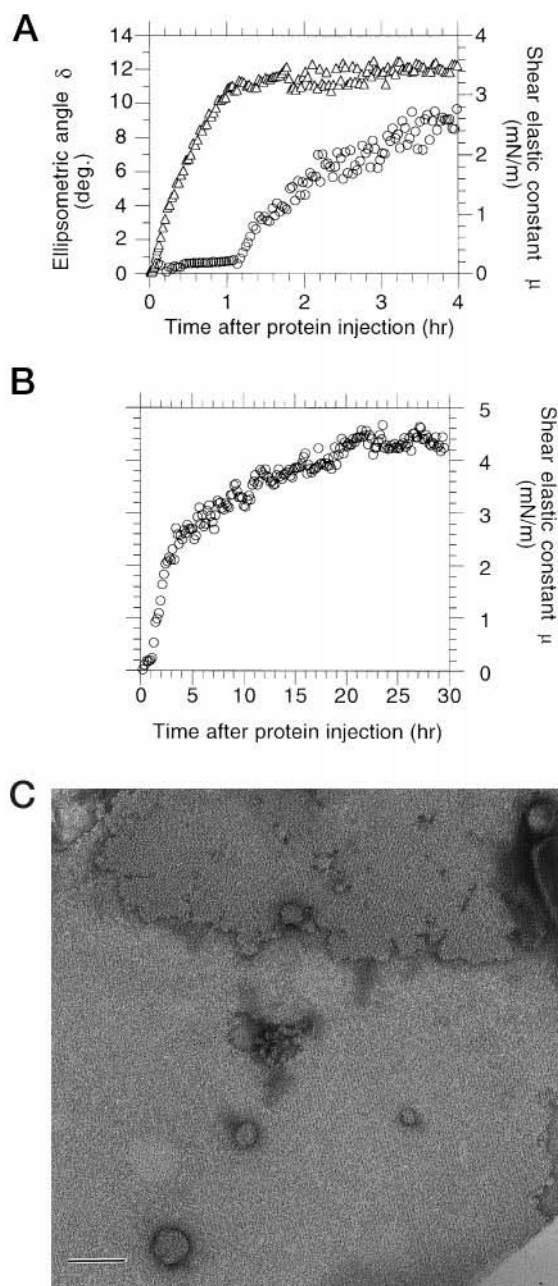 A
14
12
10
8
6
4
2
0
4
3
2
1
0
0 1 2 3 4
Ellipsometric angle δ
(deg.)
Shear elastic constant μ
(mN/m)
Time after protein injection (hr)
B
5
4
3
2
1
0
0 5 10 15 20 25 30
Shear elastic constant μ
(mN/m)
Time after protein injection (hr)
C